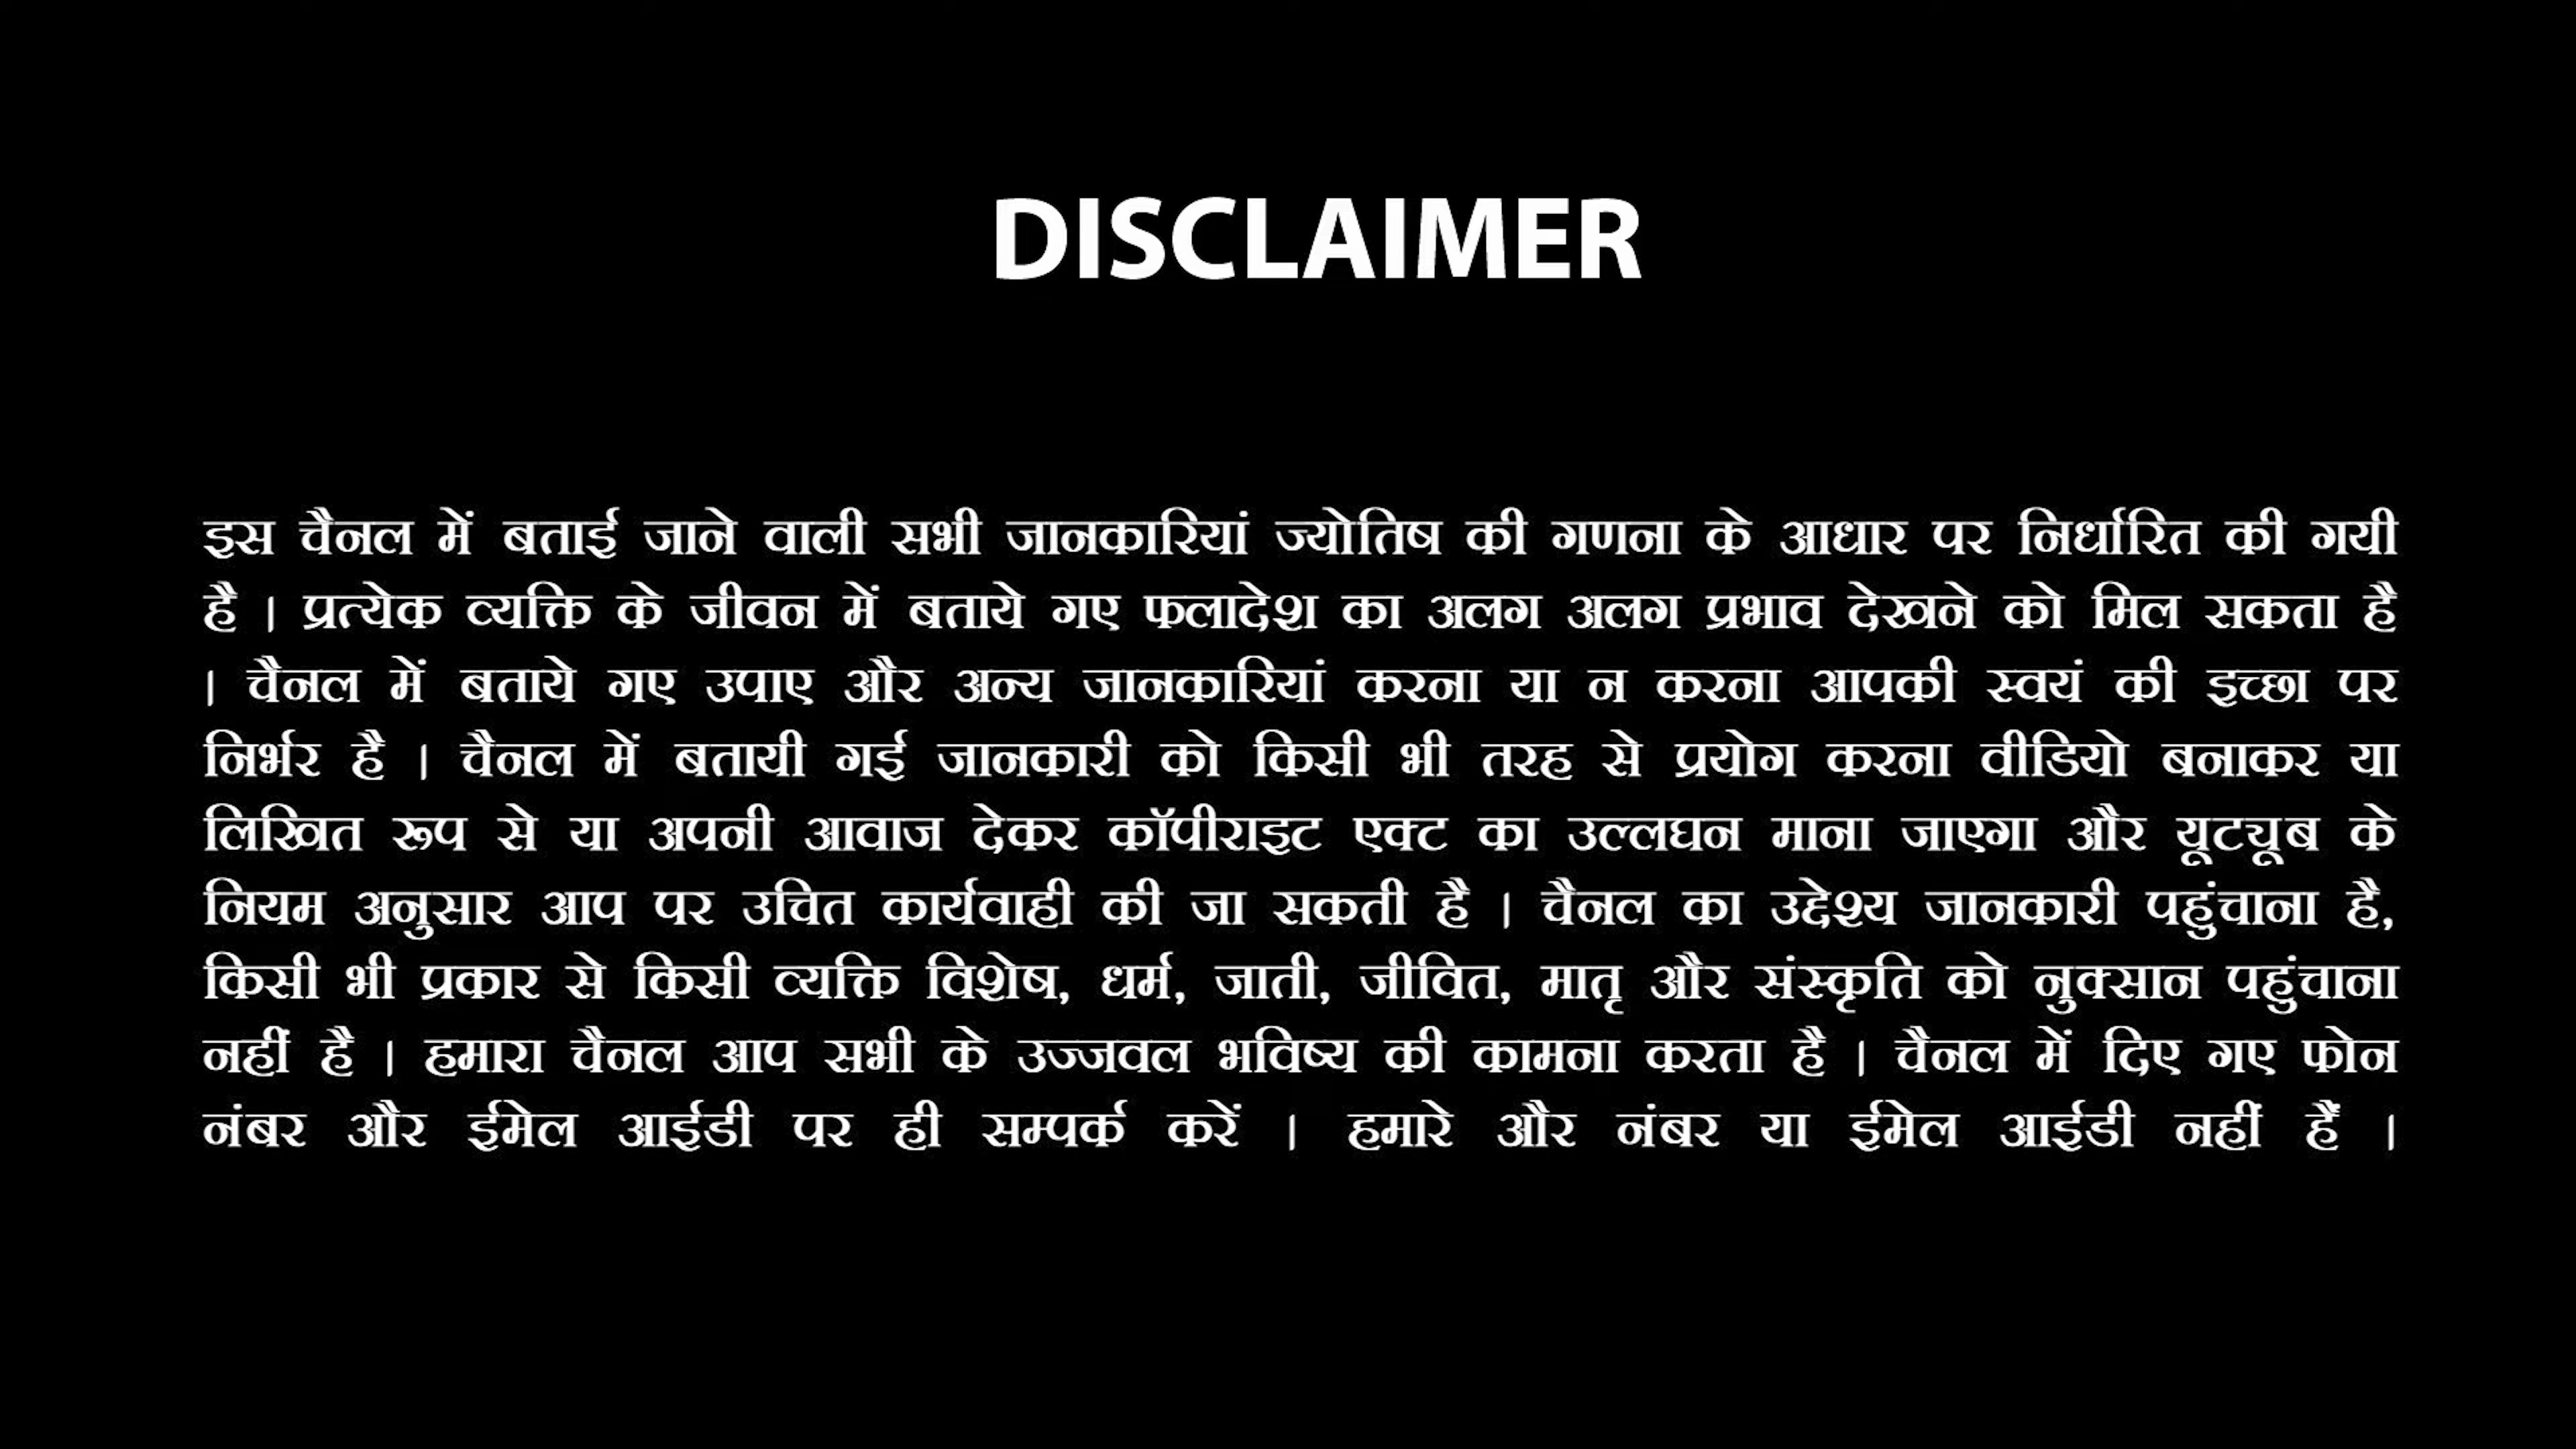 DISCLAIMER
इस चैनल में बताई जाने वाली सभी जानकारियां ज्योतिष की गणना के आधार पर निर्धारित की गयी
है । प्रत्येक व्यक्ति के जीवन में बताये गए फलादेश का अलग अलग प्रभाव देखने को मिल सकता है
। चैनल में बताये गए उपाए और अन्य जानकारियां करना या न करना आपकी स्वयं की इच्छा पर
निर्भर है । चैनल में बतायी गई जानकारी को किसी भी तरह से प्रयोग करना वीडियो बनाकर या
लिखित रूप से या अपनी आवाज देकर कॉपीराइट एक्ट का उल्लघन माना जाएगा और यूटयूब के
नियम अनुसार आप पर उचित कार्यवाही की जा सकती है । चैनल का उद्देश्य जानकारी पहुंचाना है,
किसी भी प्रकार से किसी व्यक्ति विशेष, धर्म, जाती, जीवित, मातृ और संस्कृति को नुक्सान पहुंचाना
नहीं है । हमारा चैनल आप सभी के उज्जवल भविष्य की कामना करता है । चैनल में दिए गए फोन
नंबर और ईमेल आईडी पर ही सम्पर्क करें । हमारे और नंबर या ईमेल आईडी नहीं हैं ।